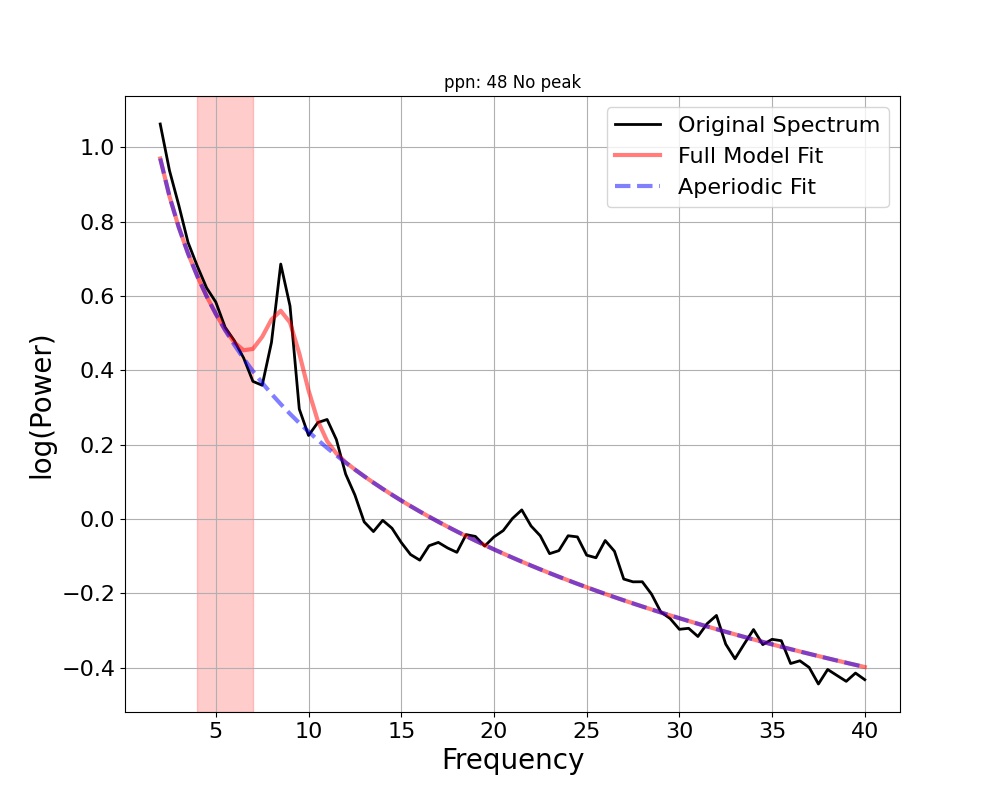 ppn: 48 No peak
Original Spectrum
Full Model Fit
Aperiodic Fit
log(Power)
1.0
0.8
0.6
0.4
0.2
0.0
−0.2
−0.4
5 10 15 20 25 30 35 40
Frequency